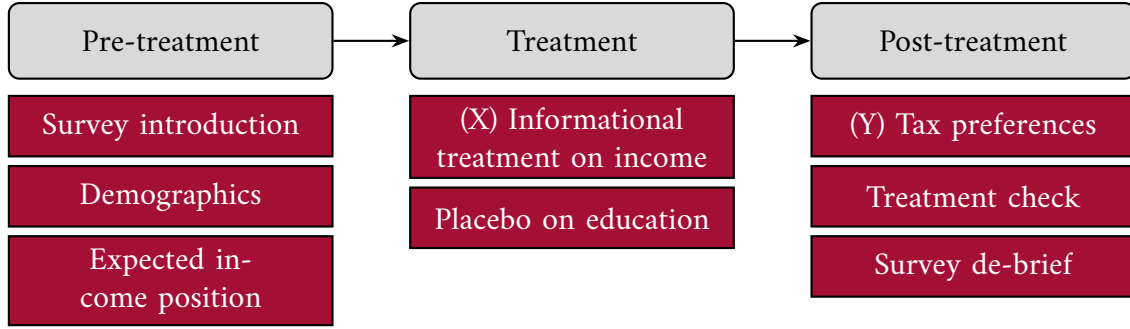 Pre-treatment
Survey introduction
Demographics
Expected in-
come position
Treatment
(X) Informational
treatment on income
Placebo on education
Post-treatment
(Y) Tax preferences
Treatment check
Survey de-brief